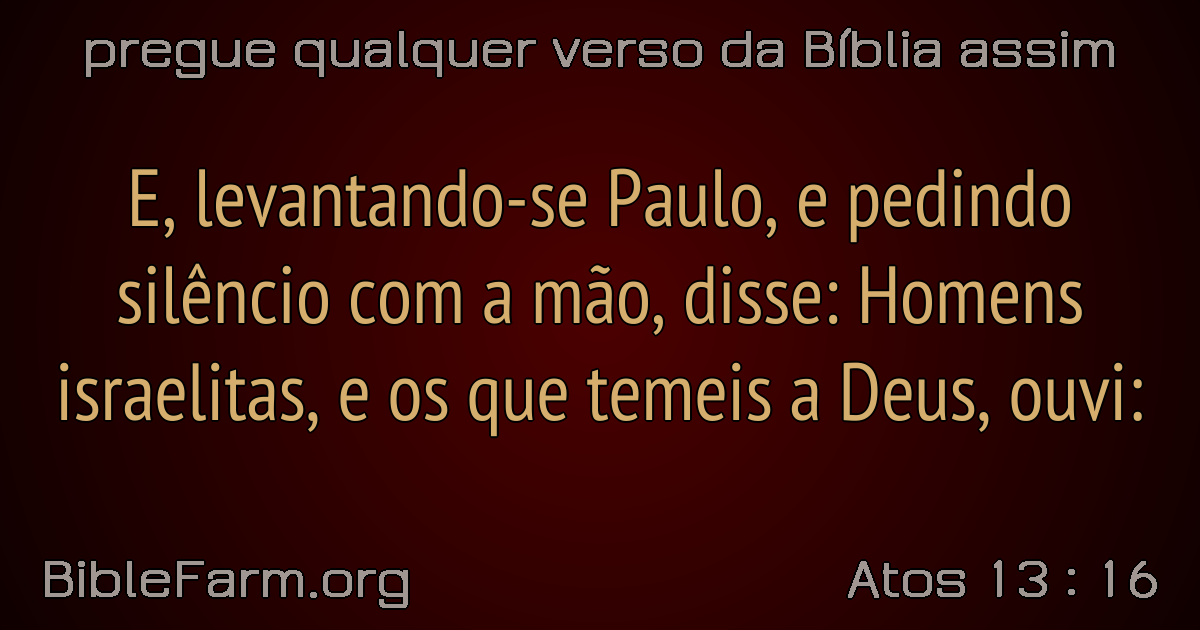 pregue qualquer verso da Bíblia assim
E, levantando-se Paulo, e pedindo
silêncio com a mão, disse: Homens
israelitas, e os que temeis a Deus, ouvi:
BibleFarm.org
Atos 13 : 16